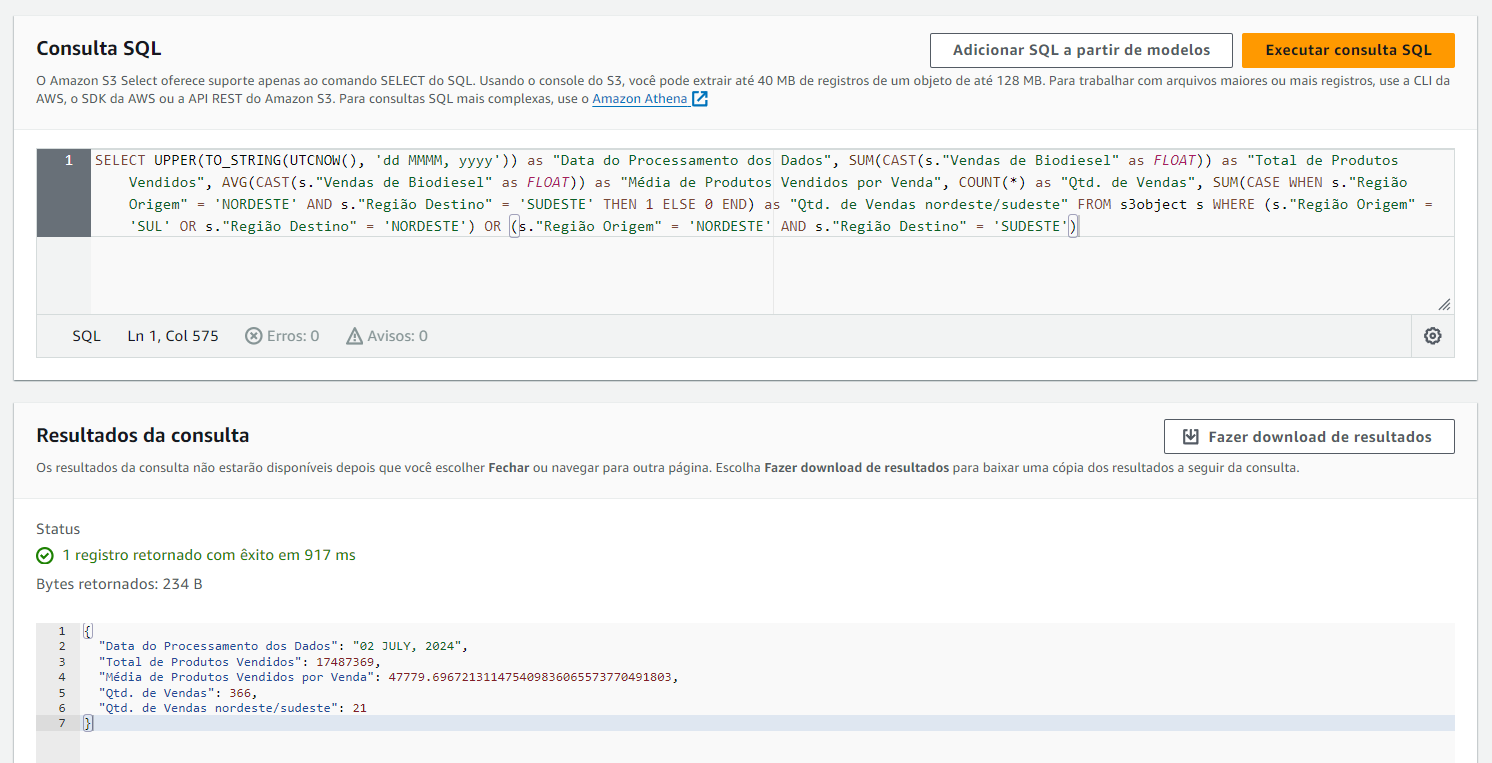 Consulta SQL
Adicionar SQL a partir de modelos
Executar consulta SQL
O Amazon S3 Select oferece suporte apenas ao comando SELECT do SQL. Usando o console do S3, você pode extrair até 40 MB de registros de um objeto de até 128 MB. Para trabalhar com arquivos maiores ou mais registros, use a CLI da
AWS, o SDK da AWS ou a API REST do Amazon S3. Para consultas SQL mais complexas, use o Amazon Athena
1 SELECT UPPER(TO_STRING(UTCNOW(), 'dd MMMM, yyyy')) as "Data do Processamento dos Dados", SUM(CAST(s."Vendas de Biodiesel" as FLOAT)) as "Total de Produtos
Vendidos", AVG(CAST(s."Vendas de Biodiesel" as FLOAT)) as "Média de Produtos Vendidos por Venda", COUNT(*) as "Qtd. de Vendas", SUM(CASE WHEN s."Região
Origem" = 'NORDESTE' AND s."Região Destino" = 'SUDESTE' THEN 1 ELSE 0 END) as "Qtd. de Vendas nordeste/sudeste" FROM s3object s WHERE (s."Região Origem" =
'SUL' OR s."Região Destino" = 'NORDESTE') OR (s."Região Origem" = 'NORDESTE' AND s."Região Destino" = 'SUDESTE')
SQL Ln 1, Col 575 Erros: 0 Avisos: 0
Resultados da consulta
Fazer download de resultados
Os resultados da consulta não estarão disponíveis depois que você escolher Fechar ou navegar para outra página. Escolha Fazer download de resultados para baixar uma cópia dos resultados a seguir da consulta.
Status
1 registro retornado com êxito em 917 ms
Bytes retornados: 234 B
1 {
2 "Data do Processamento dos Dados": "02 JULY, 2024",
3 "Total de Produtos Vendidos": 17487369,
4 "Média de Produtos Vendidos por Venda": 47779.69672131147540983606557377049​1803,
5 "Qtd. de Vendas": 366,
6 "Qtd. de Vendas nordeste/sudeste": 21
7 }